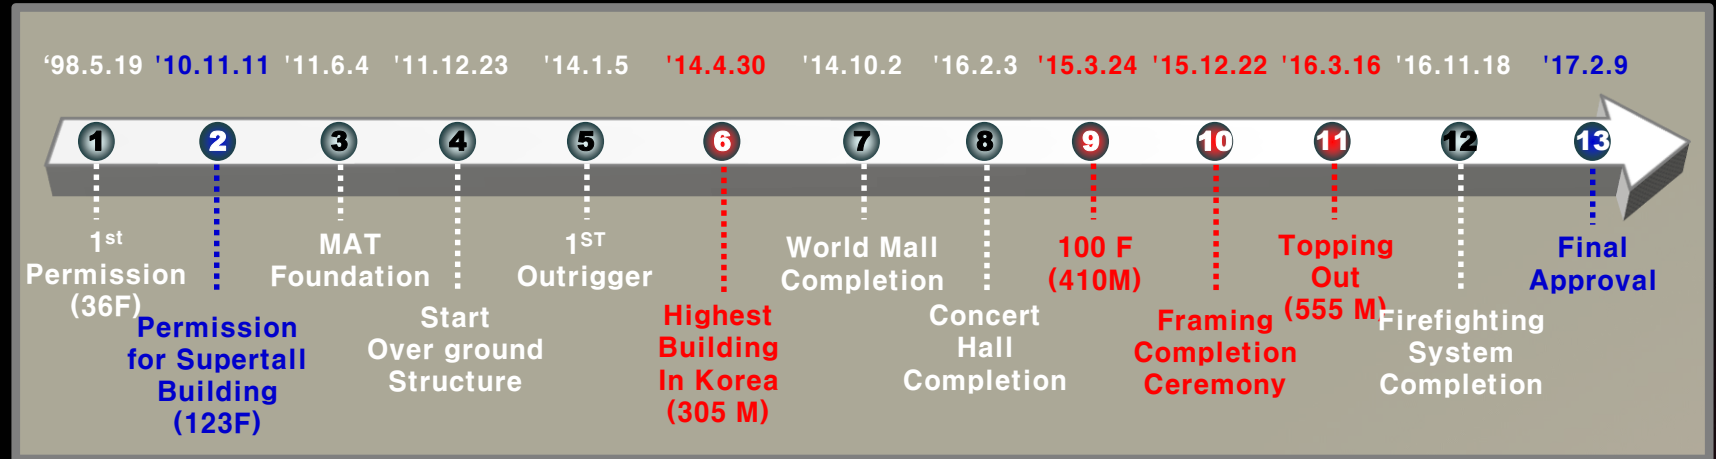 ‘98.5.19 '10.11.11 '11.6.4 '11.12.23 '14.1.5 '14.4.30 '14.10.2 '16.2.3 '15.3.24 '15.12.22 '16.3.16 '16.11.18 '17.2.9
1 2 3 4 5 6 7 8 9 10 11 12 13
1st
Permission
(36F)
Permission
for Supertall
Building
(123F)
MAT
Foundation
Start
Over ground
Structure
1ST
Outrigger
Highest
Building
In Korea
(305 M)
World Mall
Completion
Concert
Hall
Completion
100 F
(410M)
Framing
Completion
Ceremony
Topping
Out
(555 M)
Firefighting
System
Completion
Final
Approval